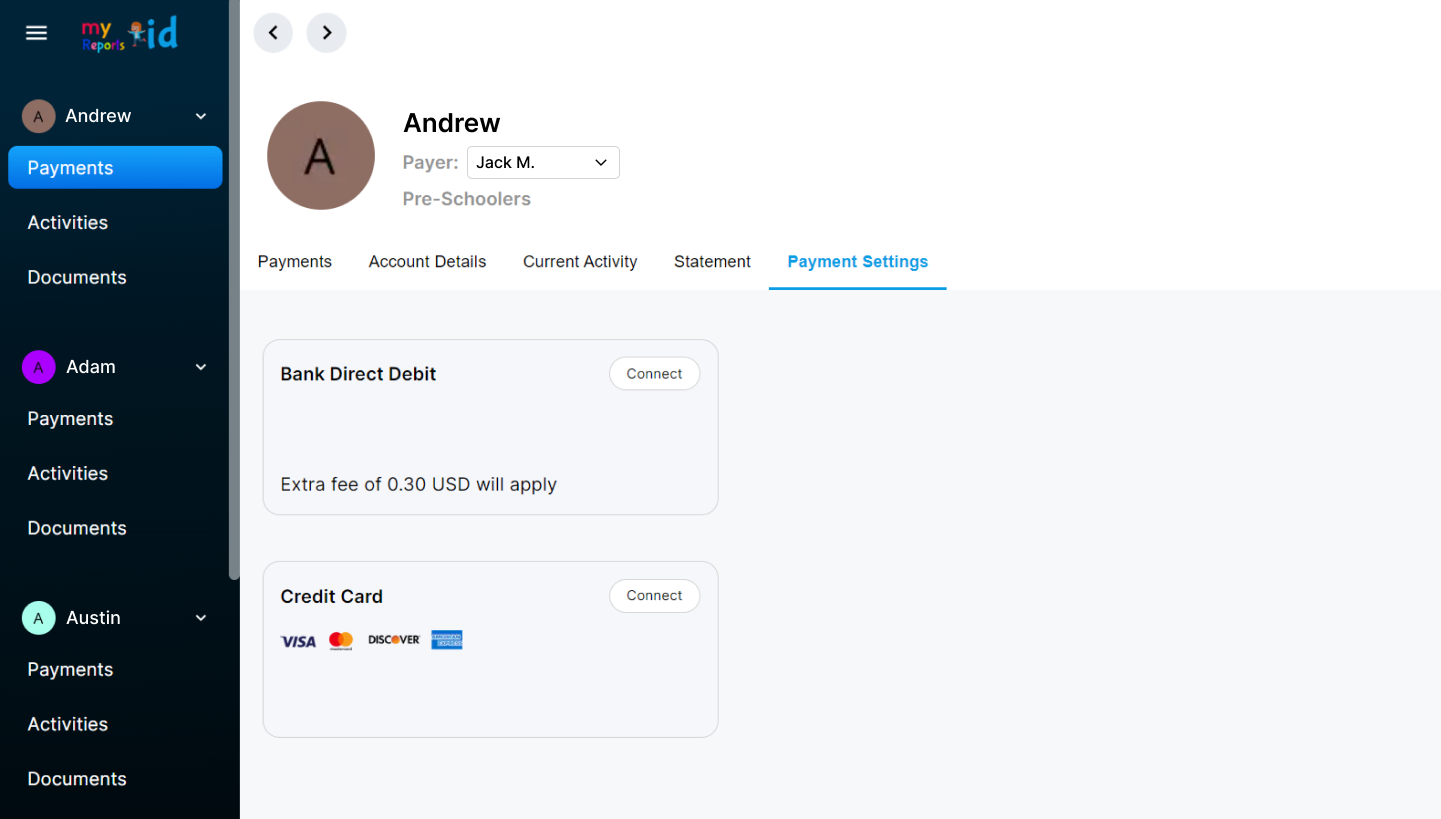 my
Reports
id
A Andrew
Payments
Activities
Documents
A Adam
Payments
Activities
Documents
A Austin
Payments
Activities
Documents
A
Andrew
Payer: Jack M.
Pre-Schoolers
Payments Account Details Current Activity Statement Payment Settings
Bank Direct Debit Connect
Extra fee of 0.30 USD will apply
Credit Card Connect
VISA DISCOVER AMERICAN EXPRESS